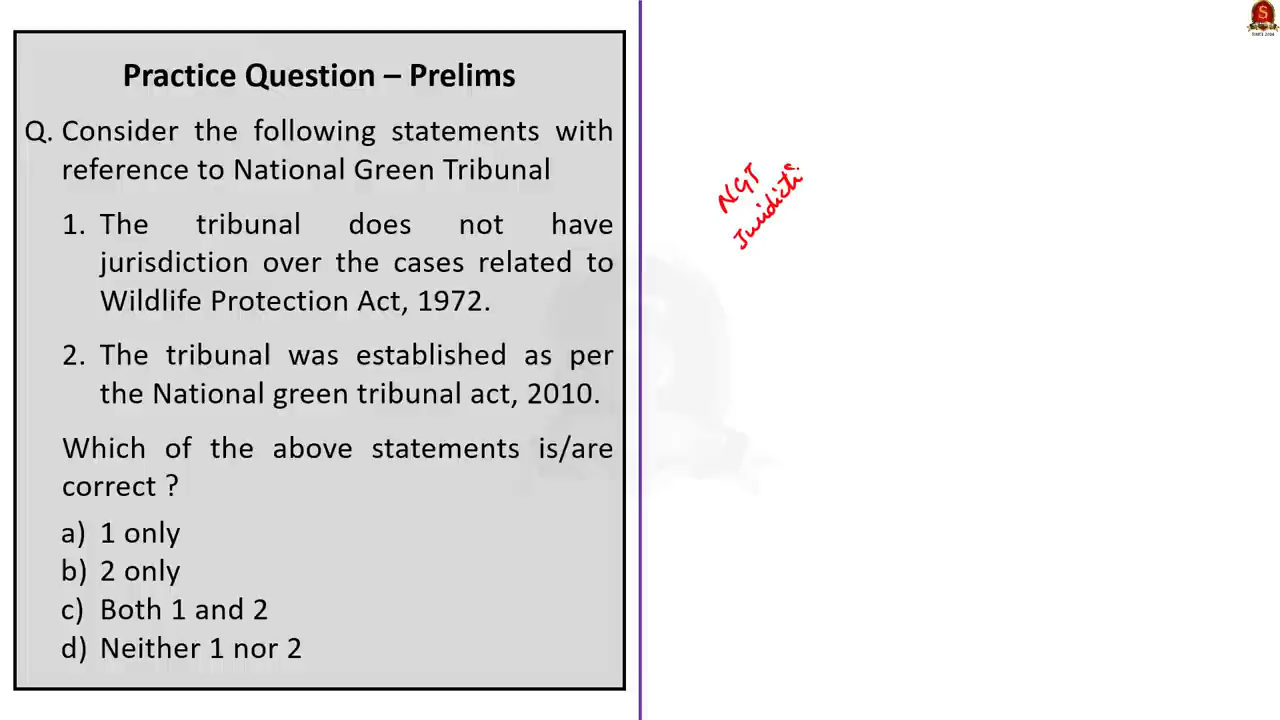 Practice Question – Prelims
Q. Consider the following statements with
reference to National Green Tribunal
1. The tribunal does not have
jurisdiction over the cases related to
Wildlife Protection Act, 1972.
2. The tribunal was established as per
the National green tribunal act, 2010.
Which of the above statements is/are
correct ?
a) 1 only
b) 2 only
c) Both 1 and 2
d) Neither 1 nor 2
NGT